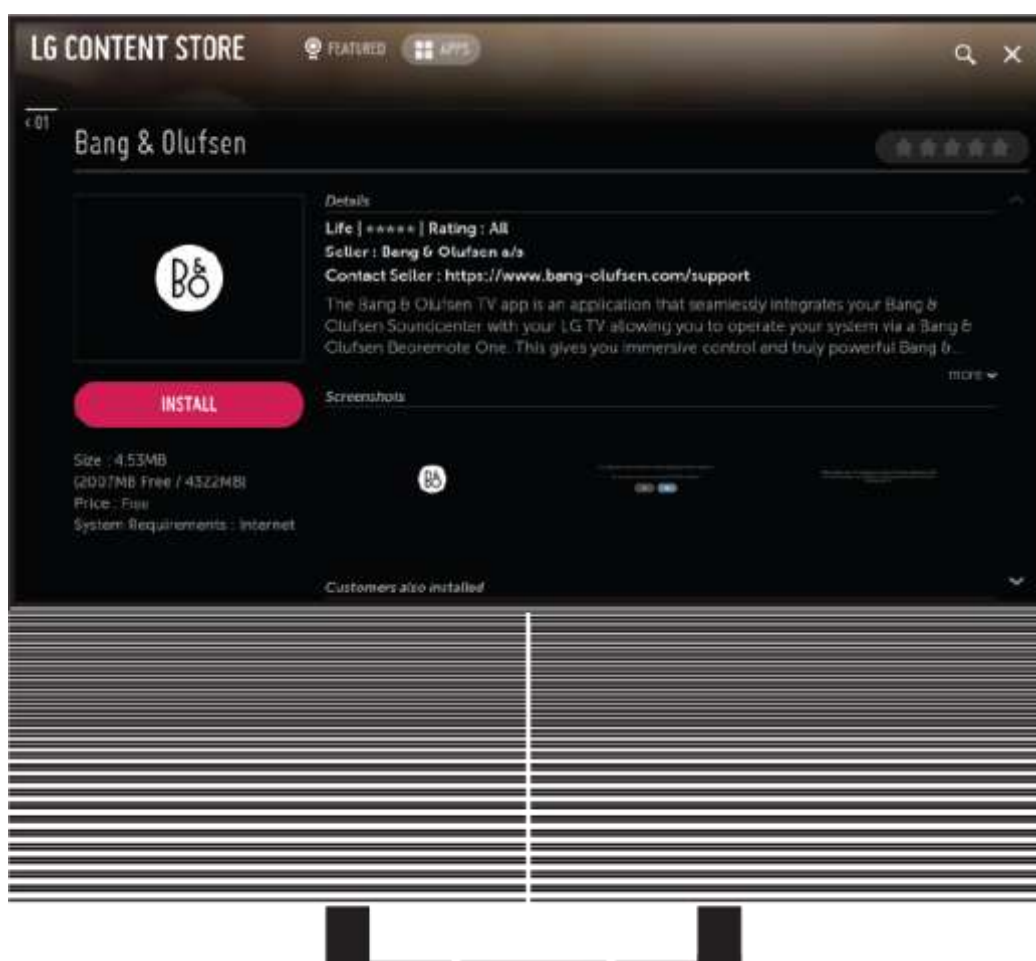 LG CONTENT STORE
FEATURED
APPS
< 01
Bang & Olufsen
Details
Life | ***** | Rating : All
Seller : Bang & Olufsen a/s
Contact Seller : https://www.bang-olufsen.com/support
The Bang & Olufsen TV app is an application that seamlessly integrates your Bang &
Olufsen Soundcenter with your LG TV allowing you to operate your system via a Bang &
Olufsen Beoremote One. This gives you immersive control and truly powerful Bang &...
more
B&O
INSTALL
Size : 4.53MB
(2007MB Free / 4322MB)
Price : Free
System Requirements : Internet
Screenshots
B&O
Customers also installed